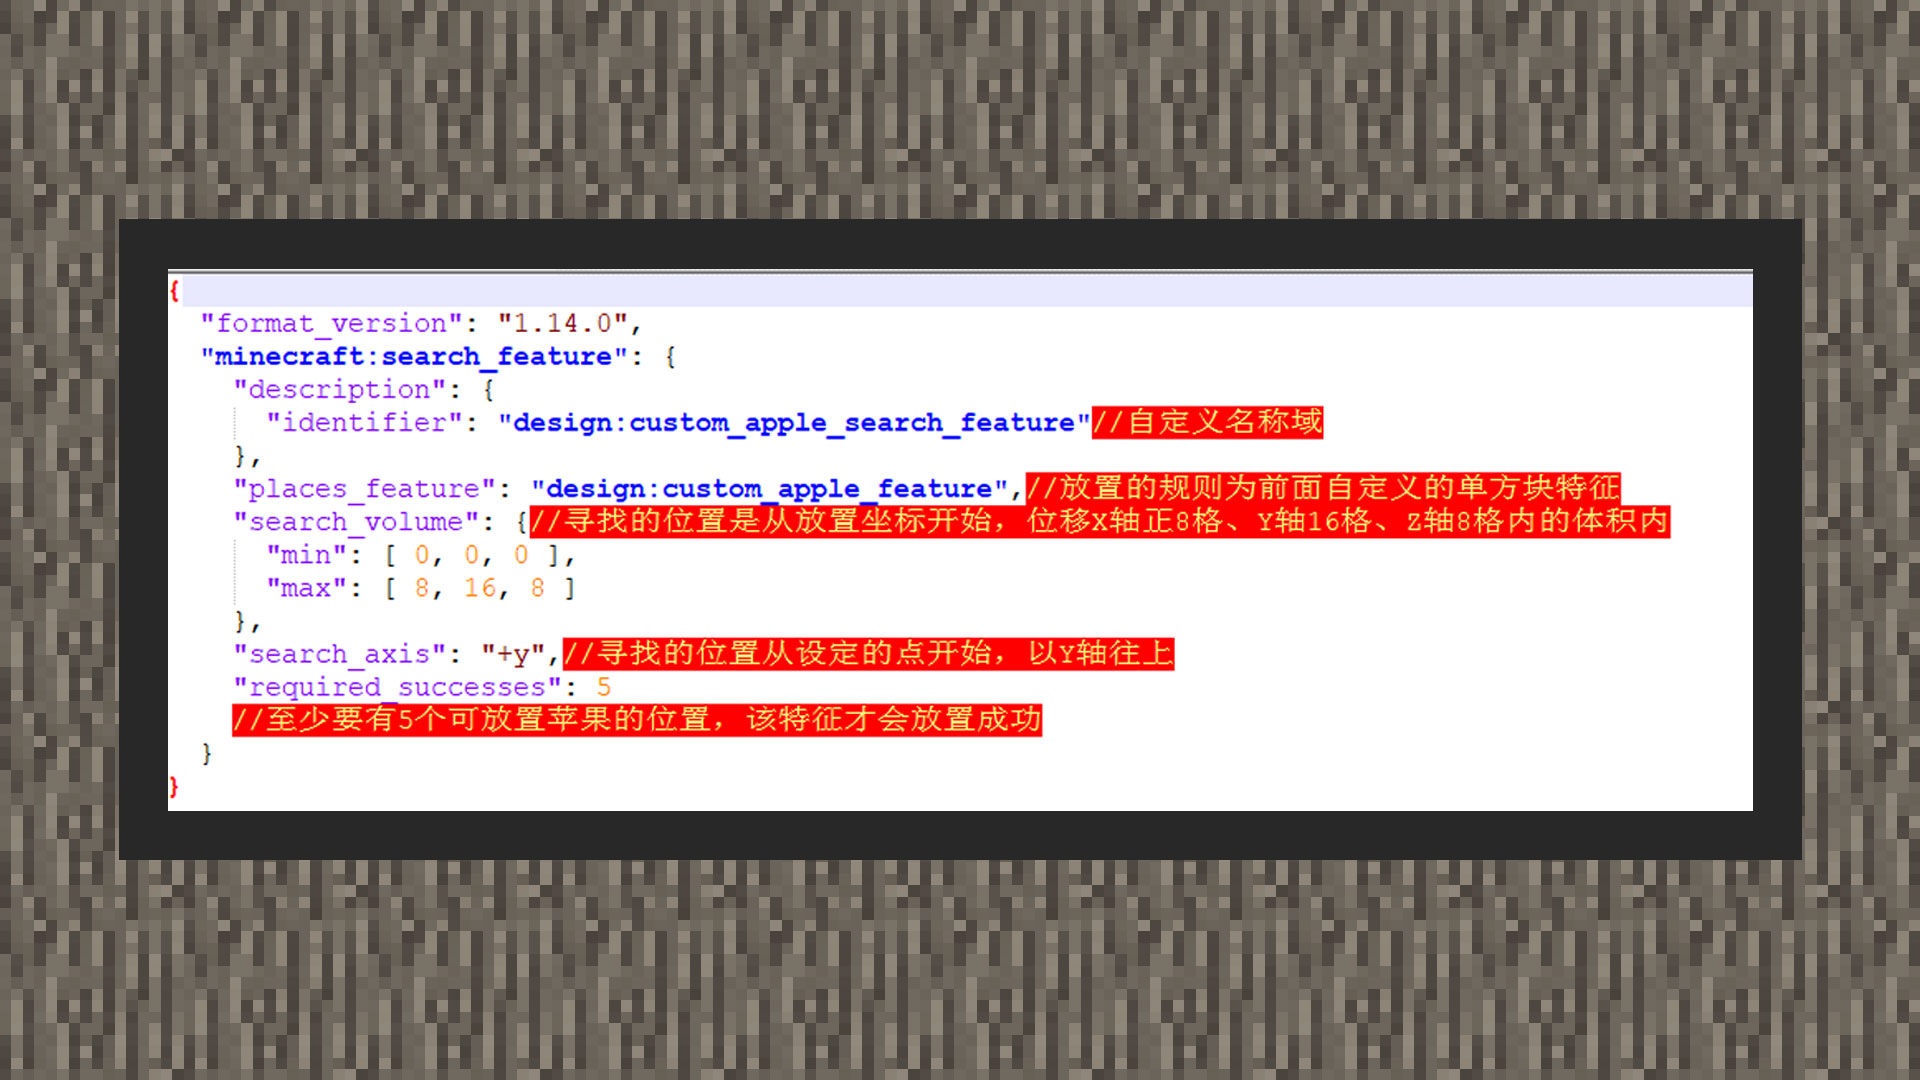 {
"format_version": "1.14.0",
"minecraft:search_feature": {
"description": {
"identifier": "design:custom_apple_search_feature"//自定义名称域
},
"places_feature": "design:custom_apple_feature",//放置的规则为前面自定义的单方块特征
"search_volume": {//寻找的位置是从放置坐标开始，位移X轴正8格、Y轴16格、Z轴8格内的体积内
"min": [ 0, 0, 0 ],
"max": [ 8, 16, 8 ]
},
"search_axis": "+y",//寻找的位置从设定的点开始，以Y轴往上
"required_successes": 5
//至少要有5个可放置苹果的位置，该特征才会放置成功
}
}